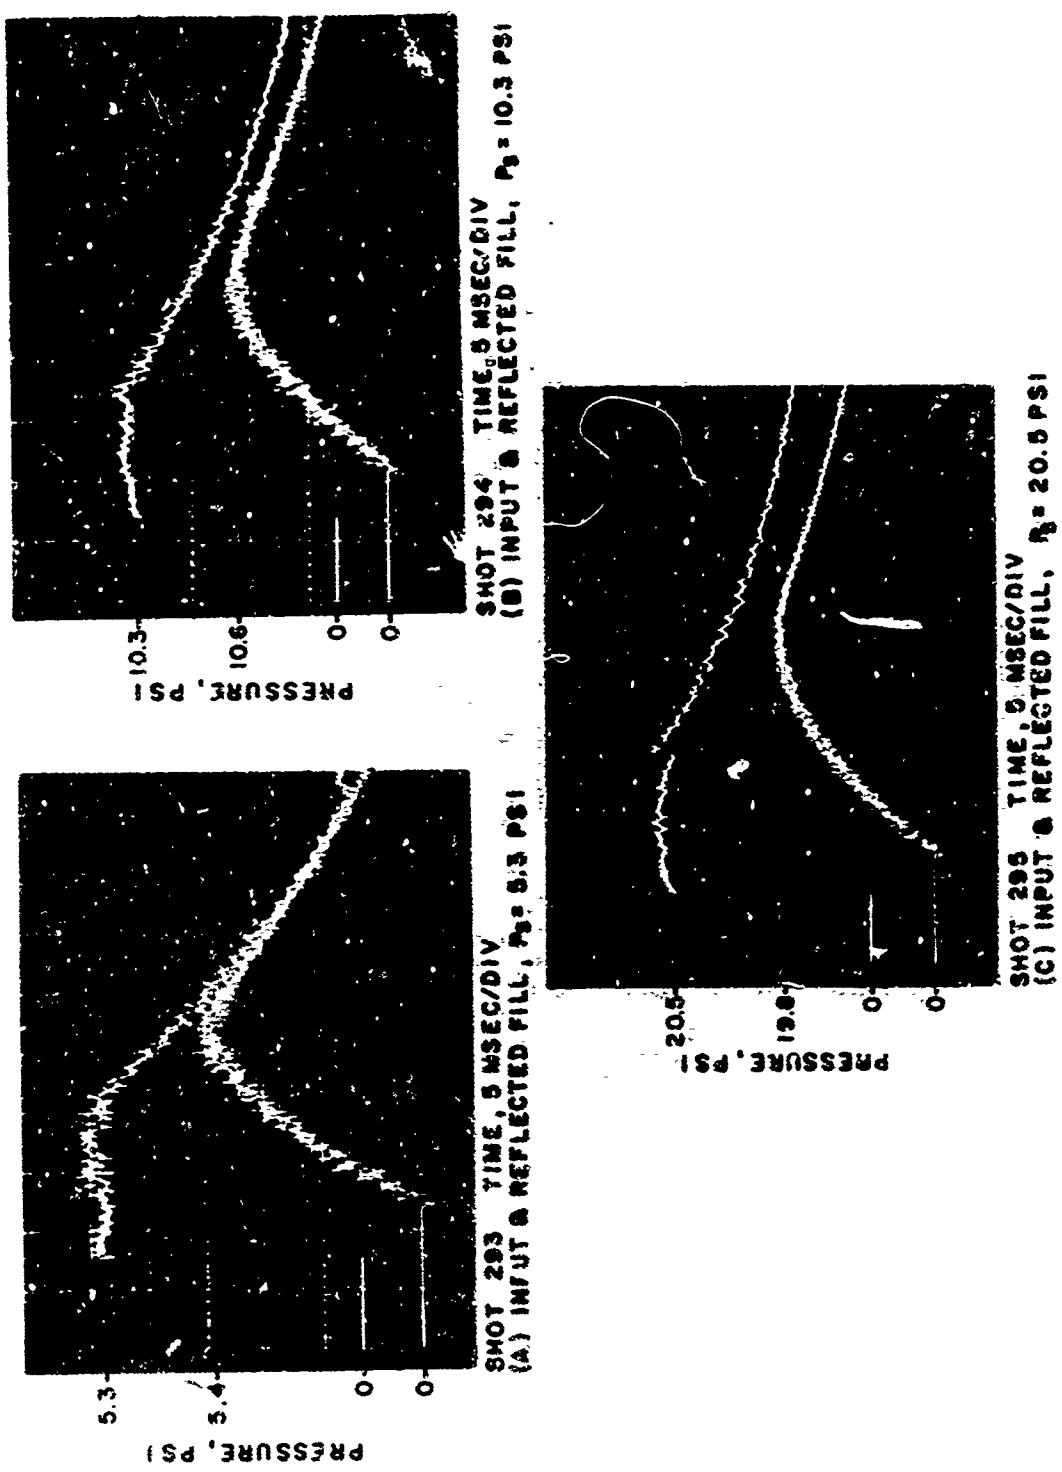 PRESSURE, PSI
5.3
5.4
0
0
SHOT 293 TIME, 5 MSEC/DIV
(A) INPUT & REFLECTED FILL, PS = 5.3 PSI
PRESSURE, PSI
10.3
10.6
0
0
SHOT 294 TIME, 5 MSEC/DIV
(B) INPUT & REFLECTED FILL, PS = 10.3 PSI
PRESSURE, PSI
20.5
19.8
0
0
SHOT 295 TIME, 5 MSEC/DIV
(C) INPUT & REFLECTED FILL, PS = 20.5 PSI